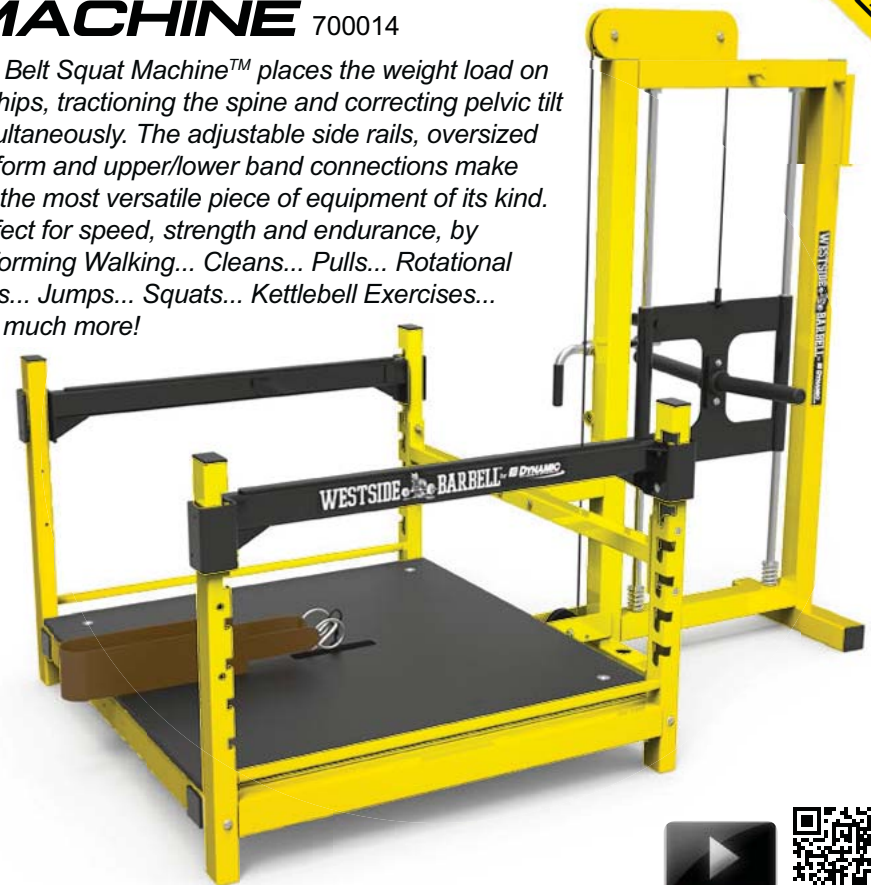 MACHINE 700014
Belt Squat Machine™ places the weight load on
hips, tractioning the spine and correcting pelvic tilt
ultaneously. The adjustable side rails, oversized
form and upper/lower band connections make
the most versatile piece of equipment of its kind.
fect for speed, strength and endurance, by
orming Walking... Cleans... Pulls... Rotational
s... Jumps... Squats... Kettlebell Exercises...
much more!
WESTSIDE BARBELL DYNAMIC
WESTSIDE BARBELL DYNAMIC